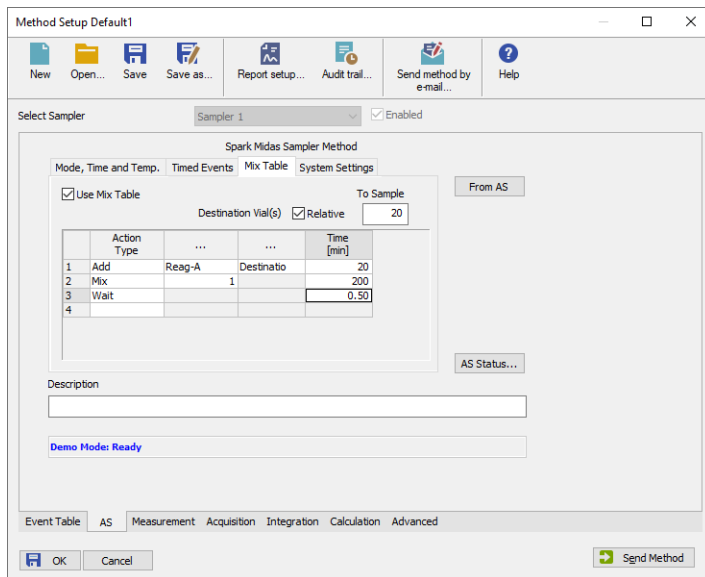 Method Setup Default1
New Open... Save Save as... Report setup... Audit trail... Send method by e-mail... Help
Select Sampler Sampler 1 Enabled
Spark Midas Sampler Method
Mode, Time and Temp. Timed Events Mix Table System Settings
From AS
Use Mix Table To Sample
Destination Vial(s) Relative 20
Action Type ... ... Time [min]
1 Add Reag-A Destinatio 20
2 Mix 1 200
3 Wait 0.50
4
AS Status...
Description
Demo Mode: Ready
Event Table AS Measurement Acquisition Integration Calculation Advanced
OK Cancel Send Method